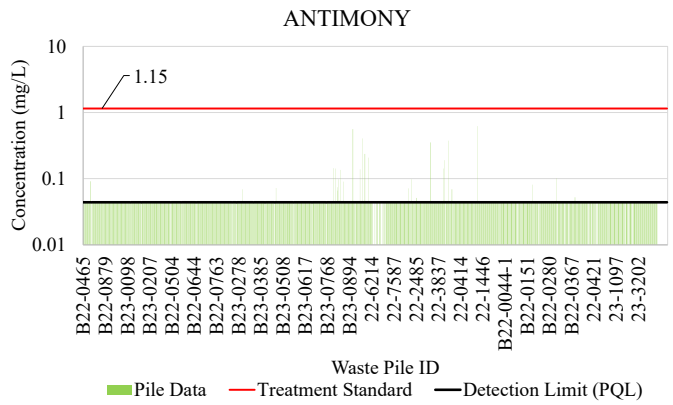 ANTIMONY
10
1.15
1
0.1
0.01
Concentration (mg/L)
B22-0465
B22-0879
B23-0098
B23-0207
B22-0504
B22-0644
B22-0763
B23-0278
B23-0385
B23-0508
B23-0617
B23-0768
B23-0894
22-6214
22-7587
22-2485
22-3837
22-0414
22-1446
B22-0044-1
B22-0151
B22-0280
B22-0367
22-0421
23-1097
23-3202
Waste Pile ID
Pile Data Treatment Standard Detection Limit (PQL)